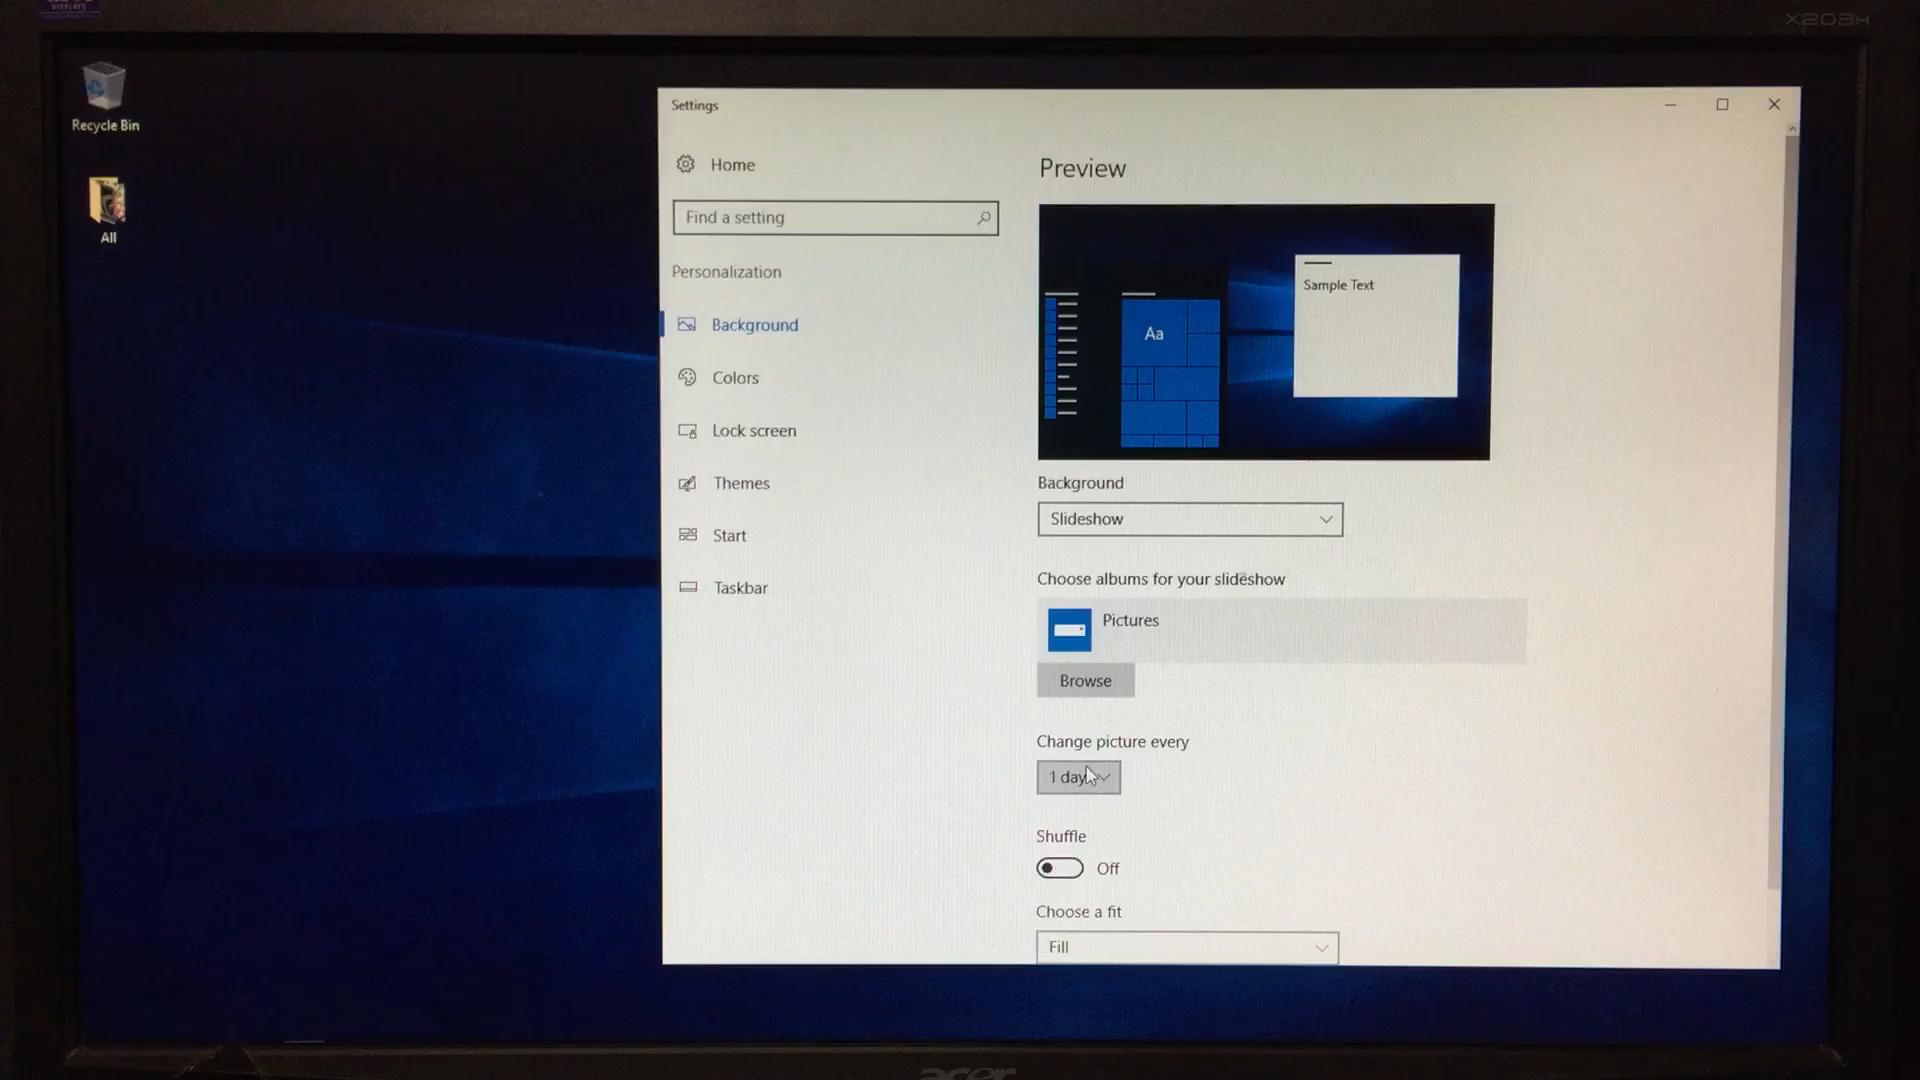 X203H
Recycle Bin
All
Settings
Home
Find a setting
Personalization
Background
Colors
Lock screen
Themes
Start
Taskbar
Preview
Aa
Sample Text
Background
Slideshow
Choose albums for your slideshow
Pictures
Browse
Change picture every
1 day
Shuffle
Off
Choose a fit
Fill
acer